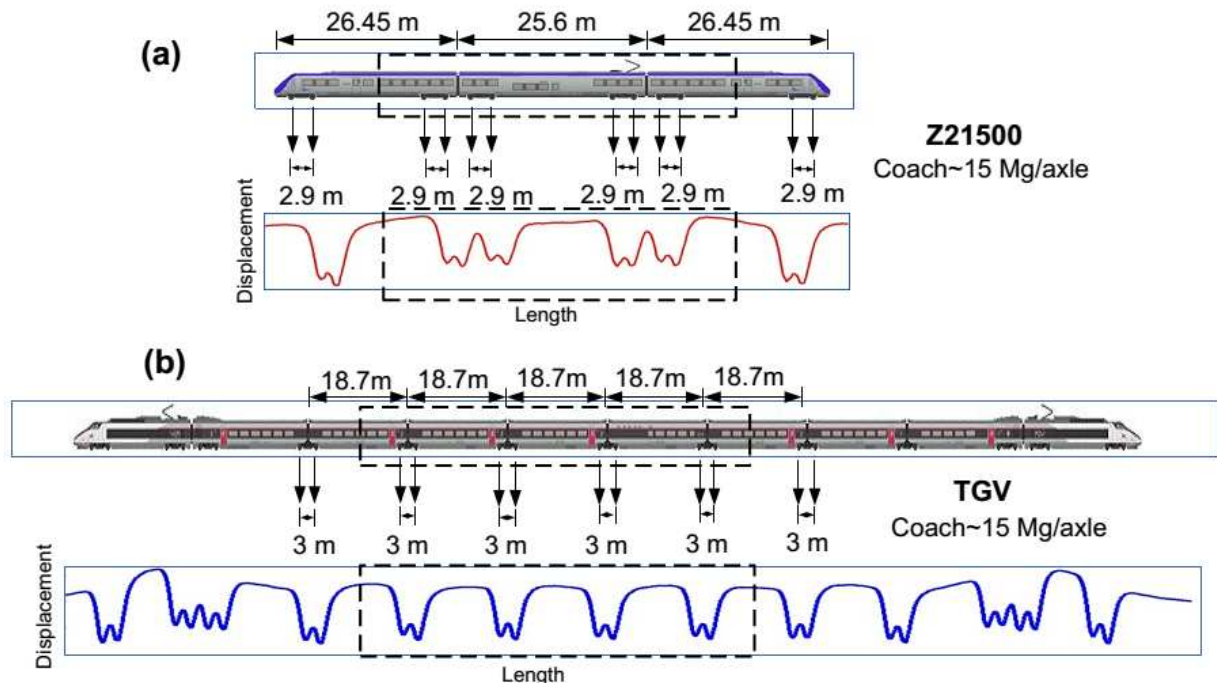 26.45 m 25.6 m 26.45 m
(a)
Z21500
Coach~15 Mg/axle
2.9 m 2.9 m 2.9 m 2.9 m 2.9 m 2.9 m
Displacement
Length
(b)
18.7m 18.7m 18.7m 18.7m 18.7m
TGV
Coach~15 Mg/axle
3 m 3 m 3 m 3 m 3 m 3 m
Displacement
Length